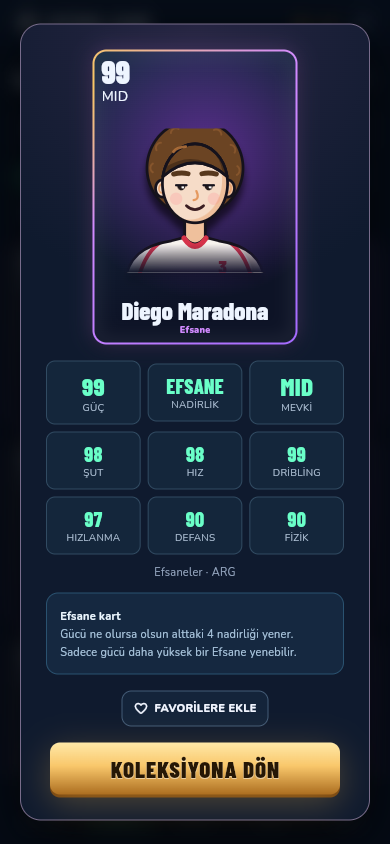 99
MID
3
Diego Maradona
Efsane
99
GÜÇ
EFSANE
NADİRLİK
MID
MEVKİ
98
ŞUT
98
HIZ
99
DRİBLİNG
97
HIZLANMA
90
DEFANS
90
FİZİK
Efsaneler · ARG
Efsane kart
Gücü ne olursa olsun alttaki 4 nadirliği yener.
Sadece gücü daha yüksek bir Efsane yenebilir.
FAVORİLERE EKLE
KOLEKSİYONA DÖN